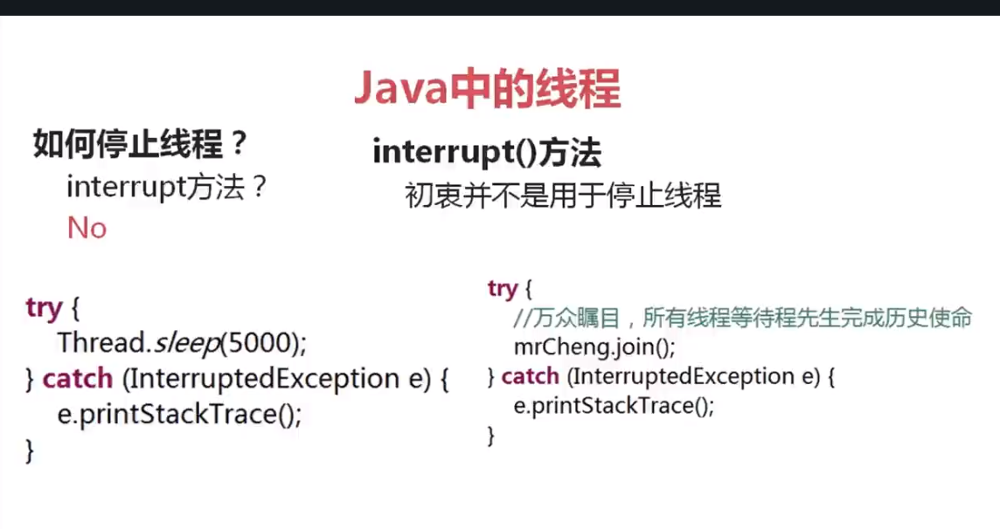 Java中的线程
如何停止线程？
interrupt方法？
No
interrupt()方法
初衷并不是用于停止线程
try {
Thread.sleep(5000);
} catch (InterruptedException e) {
e.printStackTrace();
}
try {
//万众瞩目，所有线程等待程先生完成历史使命
mrCheng.join();
} catch (InterruptedException e) {
e.printStackTrace();
}